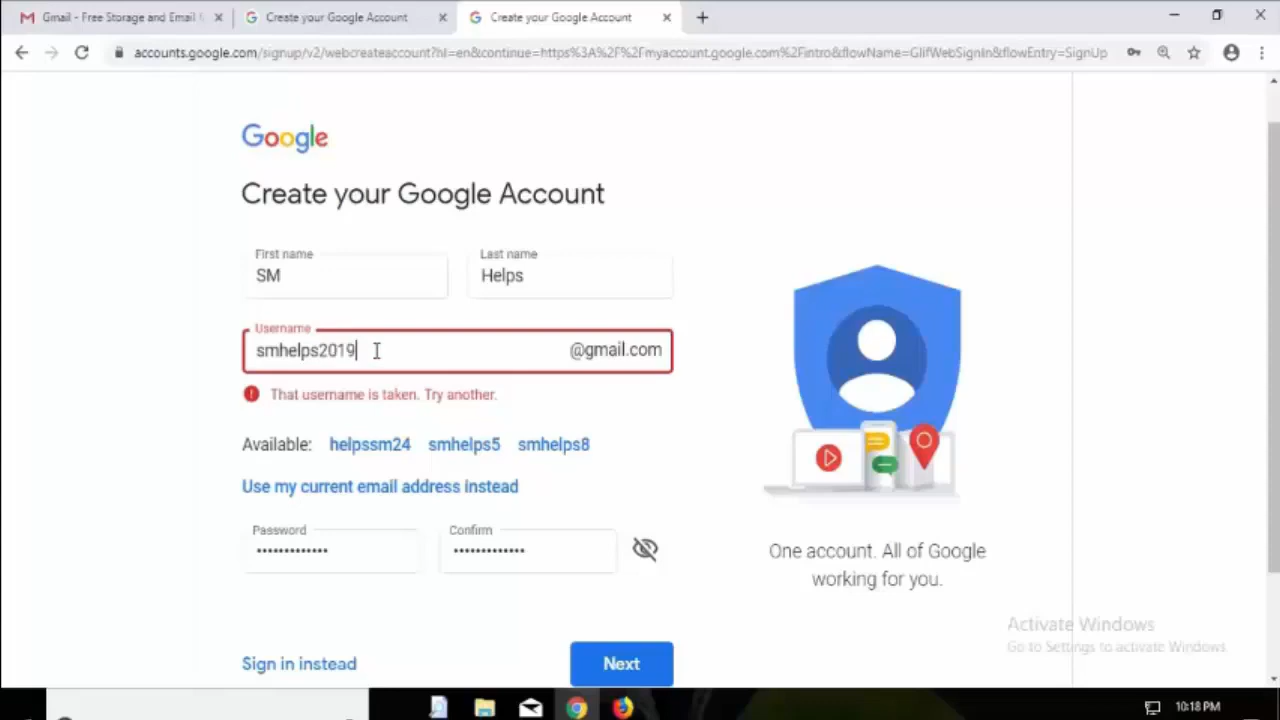 Gmail - Free Storage and Email
Create your Google Account
Create your Google Account
accounts.google.com/signup/v2/webcreateaccount?hl=en&continue=https%3A%2F%2Fmyaccount.google.com%2Fintro&flowName=GlifWebSignIn&flowEntry=SignUp
Google
Create your Google Account
First name
Last name
SM
Helps
Username
smhelps2019
@gmail.com
That username is taken. Try another.
Available: helpssm24 smhelps5 smhelps8
Use my current email address instead
Password
Confirm
One account. All of Google
working for you.
Activate Windows
Go to Settings to activate Windows.
Sign in instead
Next
10:18 PM